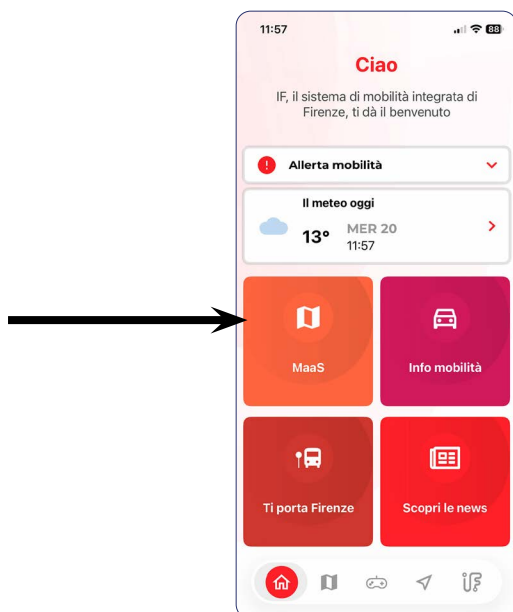 11:57
88
Ciao
IF, il sistema di mobilità integrata di
Firenze, ti dà il benvenuto
Allerta mobilità
Il meteo oggi
13° MER 20
11:57
MaaS
Info mobilità
Ti porta Firenze
Scopri le news
iF